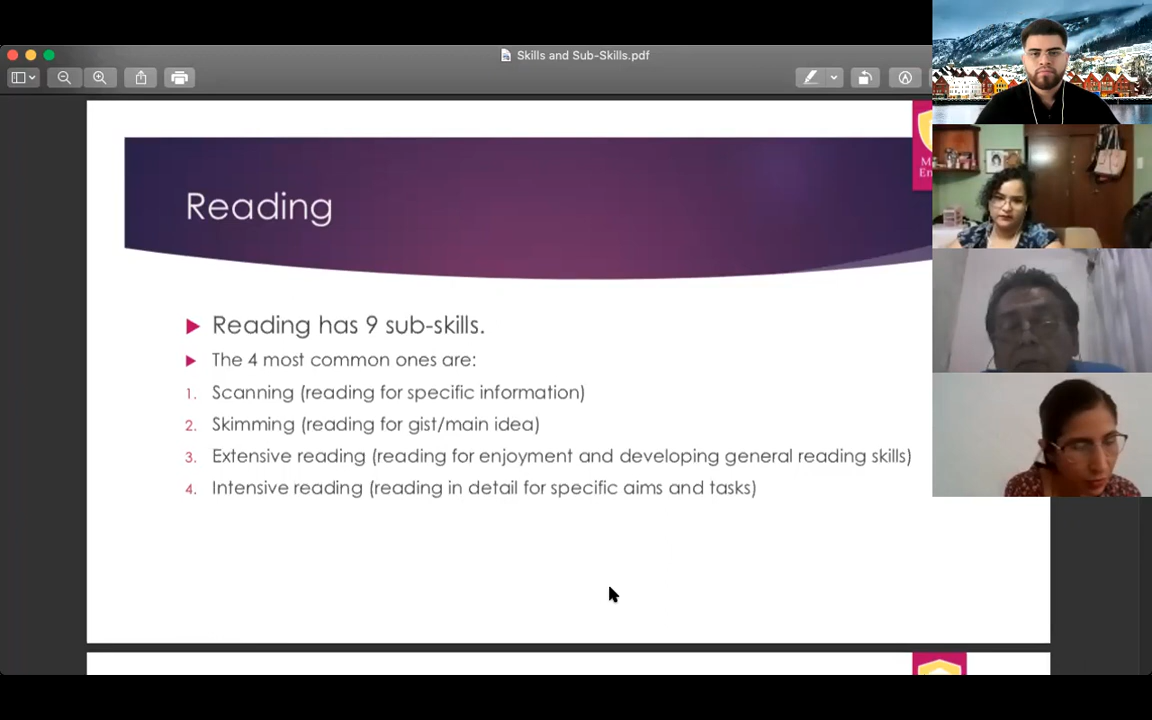 Skills and Sub-Skills.pdf
Reading
Reading has 9 sub-skills.
The 4 most common ones are:
1. Scanning (reading for specific information)
2. Skimming (reading for gist/main idea)
3. Extensive reading (reading for enjoyment and developing general reading skills)
4. Intensive reading (reading in detail for specific aims and tasks)